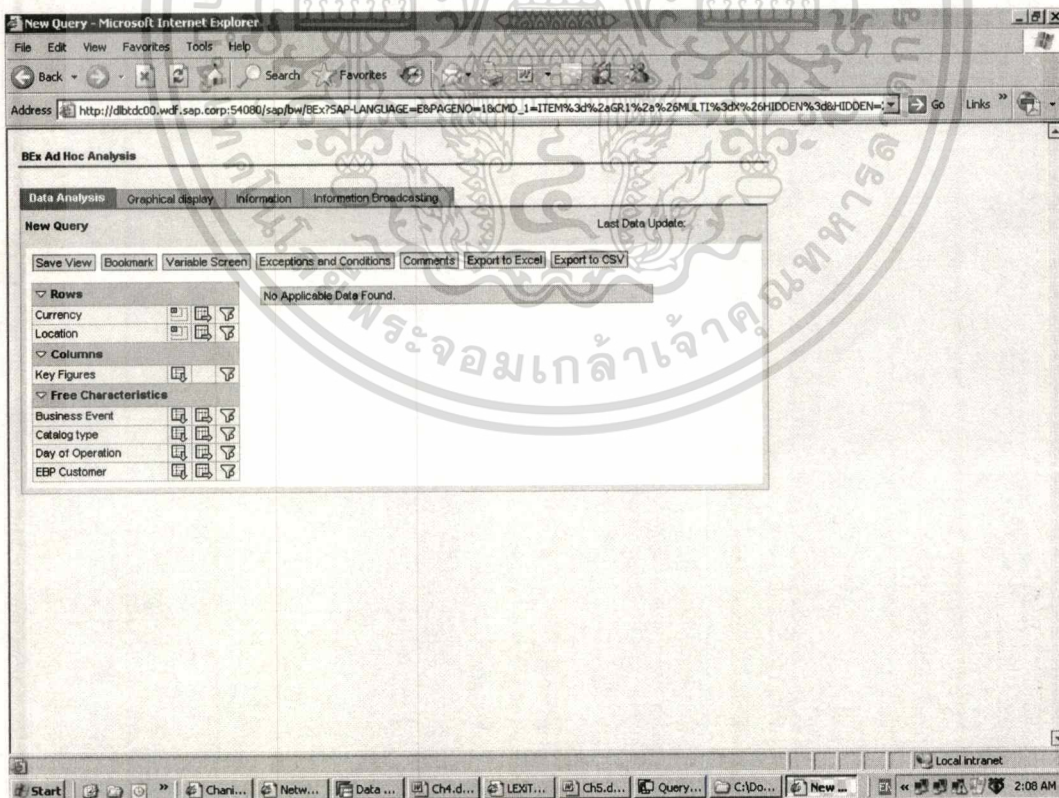 New Query - Microsoft Internet Explorer
File Edit View Favorites Tools Help
Back Search Favorites
Address http://dlbtdc00.wdf.sap.corp:54080/sap/bw/BEx?SAP-LANGUAGE=E&PAGENO=1&CMD_1=ITEM%3d%2aGR1%2a%26MULTI%3dX%26HIDDEN%3d&HIDDEN= Go Links »
BEx Ad Hoc Analysis
Data Analysis Graphical display Information Information Broadcasting
New Query Last Data Update:
Save View Bookmark Variable Screen Exceptions and Conditions Comments Export to Excel Export to CSV
Rows
No Applicable Data Found.
Currency
Location
Columns
Key Figures
Free Characteristics
Business Event
Catalog type
Day of Operation
EBP Customer
พระจอมเกล้าเจ้าคุณทหาร
Local intranet
Start » Chani... Netw... Data ... Ch4.d... LEXIT... Ch5.d... Query... C:\Do... New ... « 2:08 AM